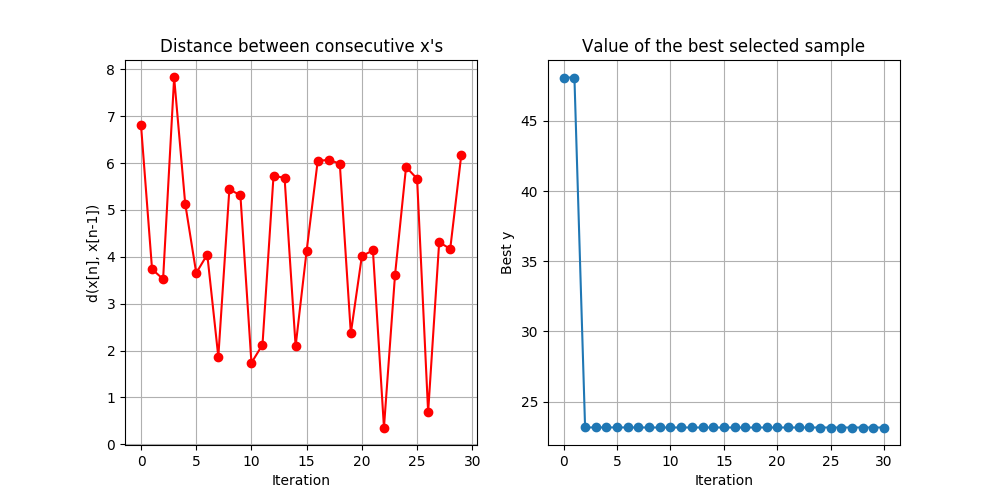 Distance between consecutive x's
8
7
6
5
4
3
2
1
0
d(x[n], x[n-1])
0 5 10 15 20 25 30
Iteration
Value of the best selected sample
45
40
35
30
25
Best y
0 5 10 15 20 25 30
Iteration